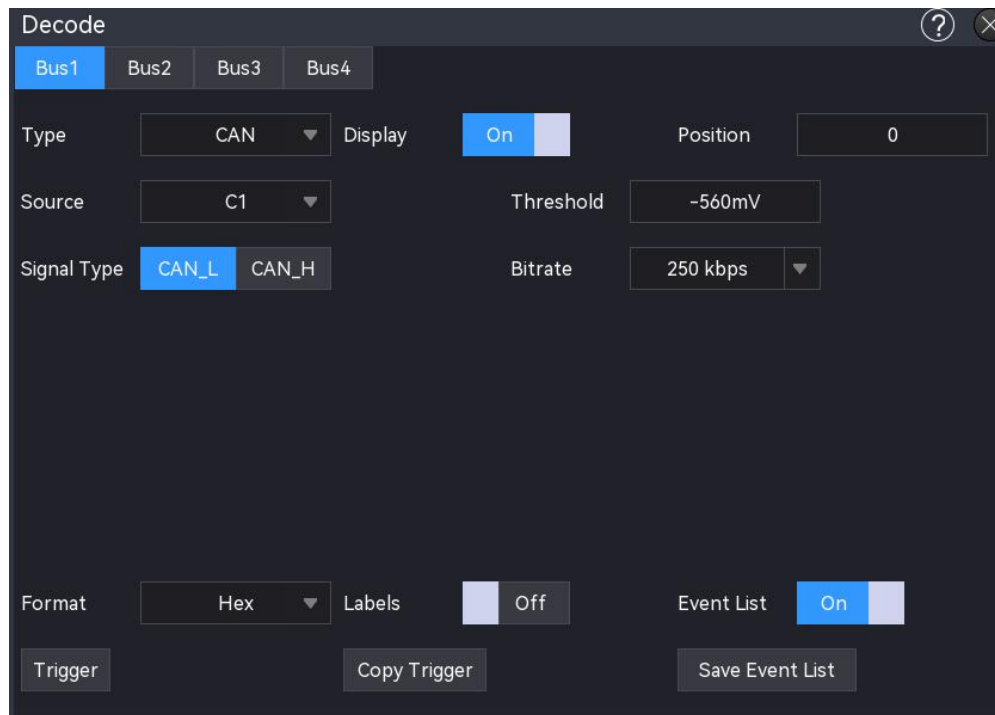 Decode ?
Bus1 Bus2 Bus3 Bus4
Type CAN Display On Position 0
Source C1 Threshold -560mV
Signal Type CAN_L CAN_H Bitrate 250 kbps
Format Hex Labels Off Event List On
Trigger Copy Trigger Save Event List